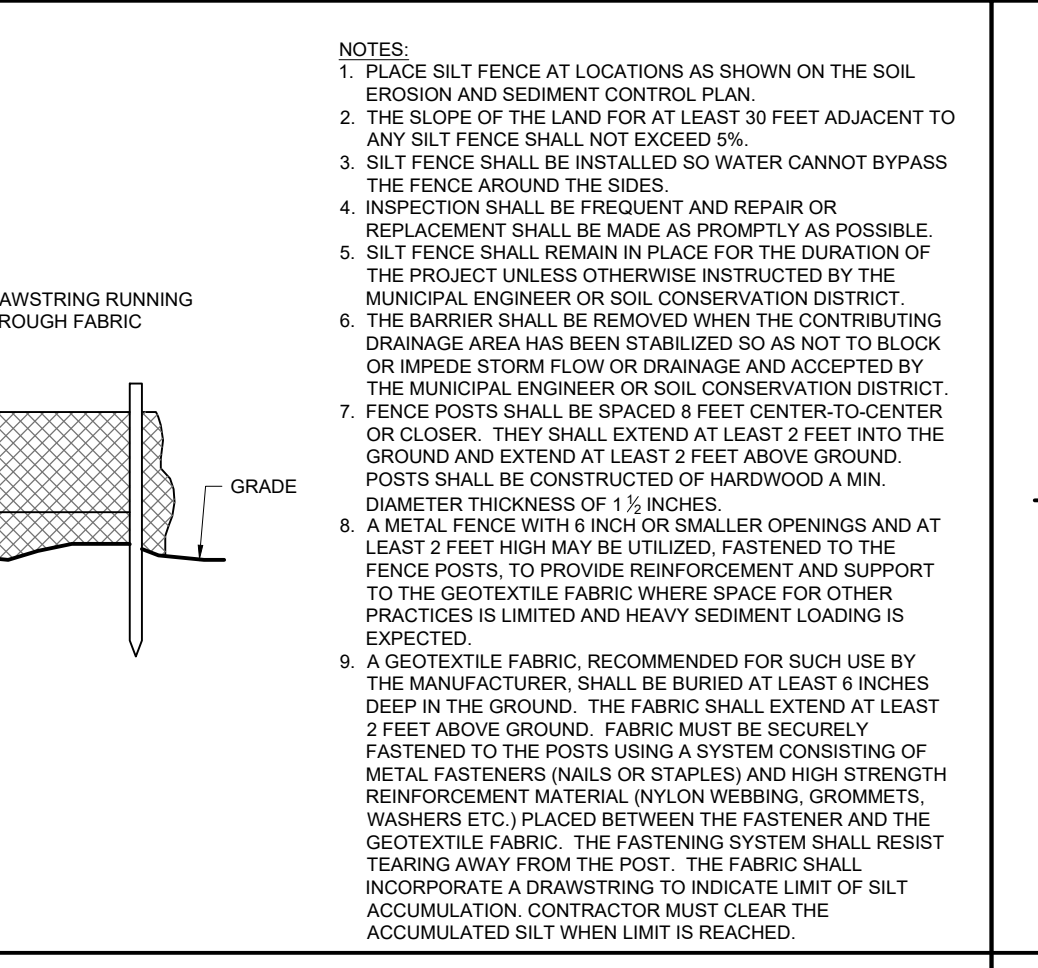 NOTES:
1. PLACE SILT FENCE AT LOCATIONS AS SHOWN ON THE SOIL
EROSION AND SEDIMENT CONTROL PLAN.
2. THE SLOPE OF THE LAND FOR AT LEAST 30 FEET ADJACENT TO
ANY SILT FENCE SHALL NOT EXCEED 5%.
3. SILT FENCE SHALL BE INSTALLED SO WATER CANNOT BYPASS
THE FENCE AROUND THE SIDES.
4. INSPECTION SHALL BE FREQUENT AND REPAIR OR
REPLACEMENT SHALL BE MADE AS PROMPTLY AS POSSIBLE.
5. SILT FENCE SHALL REMAIN IN PLACE FOR THE DURATION OF
THE PROJECT UNLESS OTHERWISE INSTRUCTED BY THE
MUNICIPAL ENGINEER OR SOIL CONSERVATION DISTRICT.
6. THE BARRIER SHALL BE REMOVED WHEN THE CONTRIBUTING
DRAINAGE AREA HAS BEEN STABILIZED SO AS NOT TO BLOCK
OR IMPEDE STORM FLOW OR DRAINAGE AND ACCEPTED BY
THE MUNICIPAL ENGINEER OR SOIL CONSERVATION DISTRICT.
7. FENCE POSTS SHALL BE SPACED 8 FEET CENTER-TO-CENTER
OR CLOSER. THEY SHALL EXTEND AT LEAST 2 FEET INTO THE
GROUND AND EXTEND AT LEAST 2 FEET ABOVE GROUND.
POSTS SHALL BE CONSTRUCTED OF HARDWOOD A MIN.
DIAMETER THICKNESS OF 1 ½ INCHES.
8. A METAL FENCE WITH 6 INCH OR SMALLER OPENINGS AND AT
LEAST 2 FEET HIGH MAY BE UTILIZED, FASTENED TO THE
FENCE POSTS, TO PROVIDE REINFORCEMENT AND SUPPORT
TO THE GEOTEXTILE FABRIC WHERE SPACE FOR OTHER
PRACTICES IS LIMITED AND HEAVY SEDIMENT LOADING IS
EXPECTED.
9. A GEOTEXTILE FABRIC, RECOMMENDED FOR SUCH USE BY
THE MANUFACTURER, SHALL BE BURIED AT LEAST 6 INCHES
DEEP IN THE GROUND. THE FABRIC SHALL EXTEND AT LEAST
2 FEET ABOVE GROUND. FABRIC MUST BE SECURELY
FASTENED TO THE POSTS USING A SYSTEM CONSISTING OF
METAL FASTENERS (NAILS OR STAPLES) AND HIGH STRENGTH
REINFORCEMENT MATERIAL (NYLON WEBBING, GROMMETS,
WASHERS ETC.) PLACED BETWEEN THE FASTENER AND THE
GEOTEXTILE FABRIC. THE FASTENING SYSTEM SHALL RESIST
TEARING AWAY FROM THE POST. THE FABRIC SHALL
INCORPORATE A DRAWSTRING TO INDICATE LIMIT OF SILT
ACCUMULATION. CONTRACTOR MUST CLEAR THE
ACCUMULATED SILT WHEN LIMIT IS REACHED.
AWSTRING RUNNING
ROUGH FABRIC
GRADE